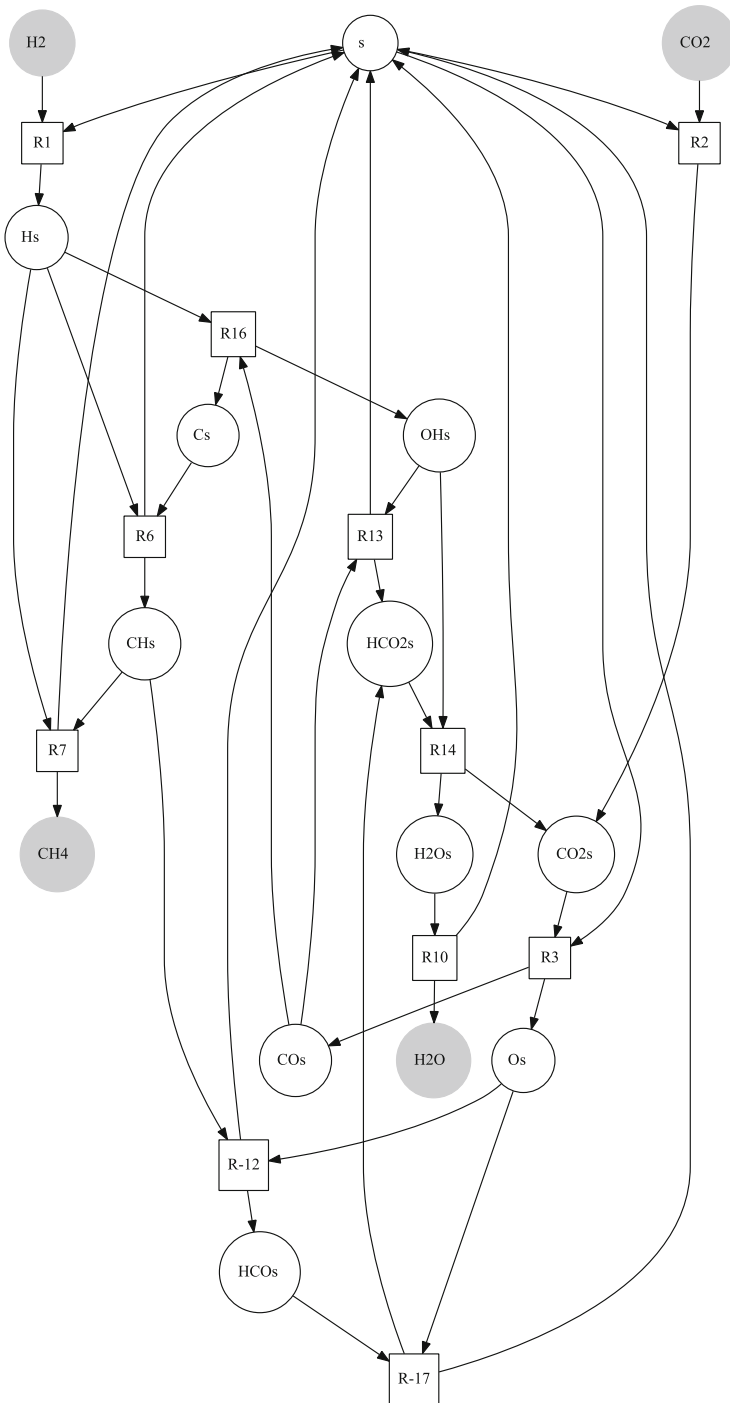 H2
s
CO2
R1
R2
Hs
R16
Cs
OHs
R6
R13
CHs
HCO2s
R7
R14
CH4
H2Os
CO2s
R10
R3
COs
H2O
Os
R-12
HCOs
R-17